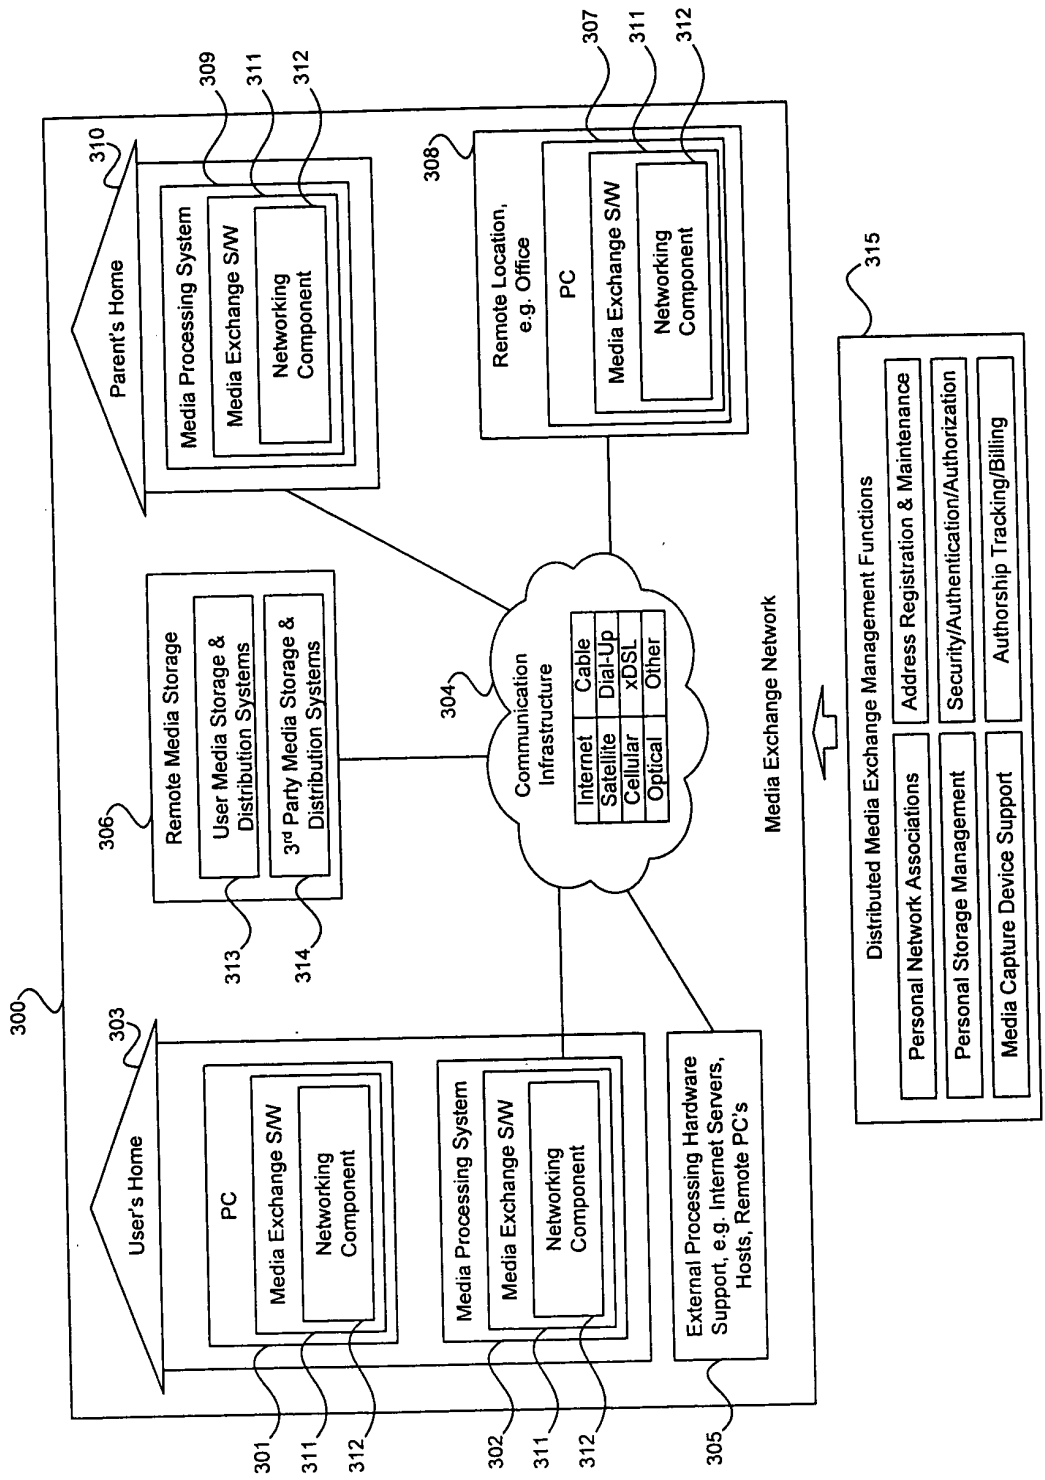 300
303
User's Home
PC
Media Exchange S/W
Networking
Component
301
311
312
Media Processing System
Media Exchange S/W
Networking
Component
302
311
312
External Processing Hardware
Support, e.g. Internet Servers,
Hosts, Remote PC's
305
306
Remote Media Storage
User Media Storage &
Distribution Systems
3rd Party Media Storage &
Distribution Systems
313
314
304
Communication
Infrastructure
Internet Cable
Satellite Dial-Up
Cellular xDSL
Optical Other
310
Parent's Home
Media Processing System
Media Exchange S/W
Networking
Component
309
311
312
308
Remote Location,
e.g. Office
PC
Media Exchange S/W
Networking
Component
307
311
312
Media Exchange Network
315
Distributed Media Exchange Management Functions
Personal Network Associations
Address Registration & Maintenance
Personal Storage Management
Security/Authentication/Authorization
Media Capture Device Support
Authorship Tracking/Billing